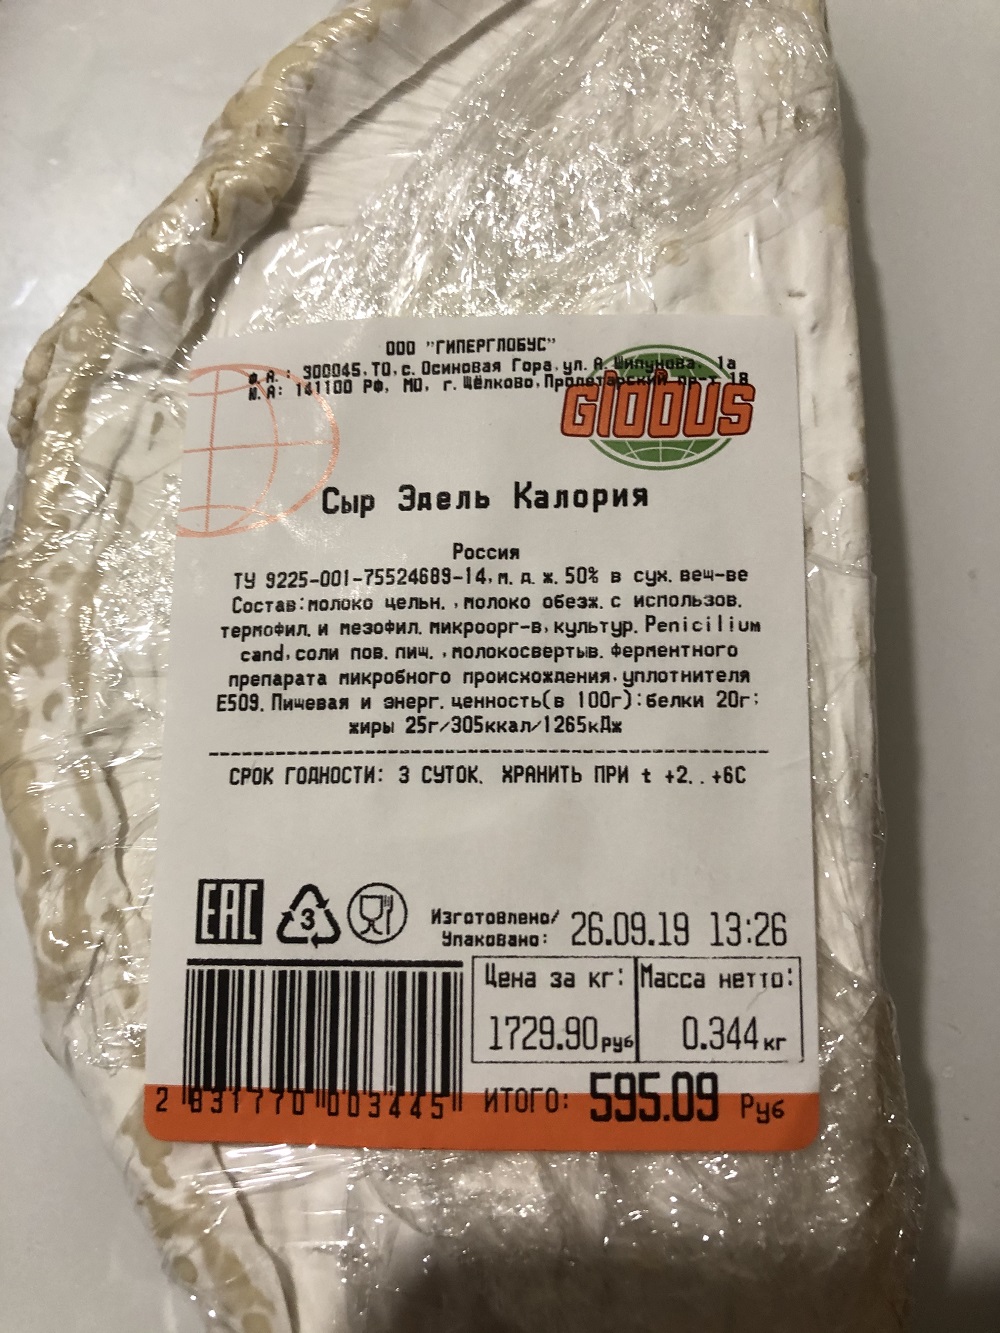 ООО "ГИПЕРГЛОБУС"
Ф.А.: 300045,ТО,с. Осиновая Гора,ул. А. Шипунова, 1а
Ю.А: 141100 РФ, МО, г. Щёлково,Пролетарский пр-т 18
GLOBUS
Сыр Эдель Калория
Россия
ТУ 9225-001-75524689-14,м. д. ж. 50% в сух. вещ-ве
Состав:молоко цельн. ,молоко обезж. с использов.
термофил. и мезофил. микроорг-в,культур. Penicilium
cand,соли пов. пищ. ,молокосвертыв. ферментного
препарата микробного происхождения,уплотнителя
E509. Пищевая и энерг. ценность(в 100г):белки 20г;
жиры 25г/305ккал/1265кДж
СРОК ГОДНОСТИ: 3 СУТОК. ХРАНИТЬ ПРИ t +2..+6С
EAC
3
Изготовлено/
Упаковано: 26.09.19 13:26
Цена за кг: Масса нетто:
1729.90руб 0.344кг
2 831770 003445 ИТОГО: 595.09 Руб